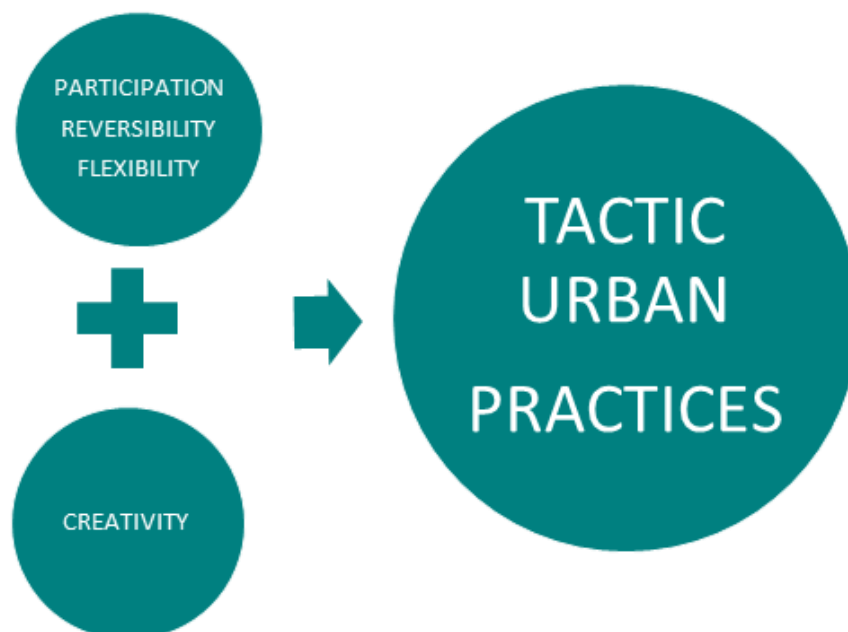 PARTICIPATION
REVERSIBILITY
FLEXIBILITY
CREATIVITY
TACTIC
URBAN
PRACTICES